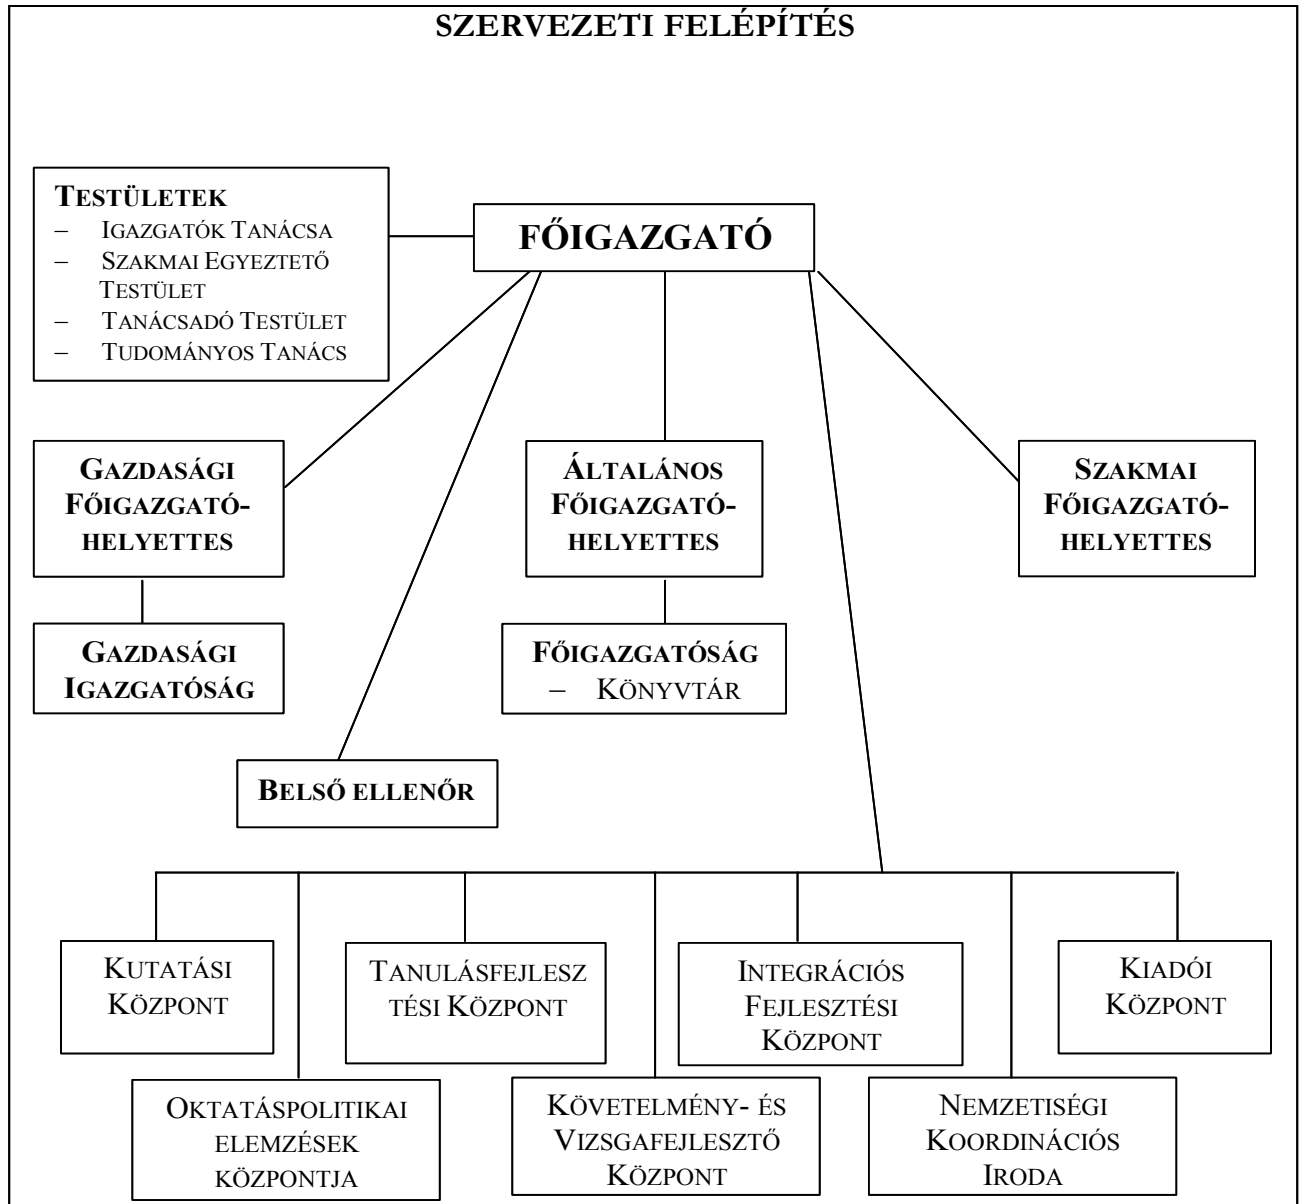 SZERVEZETI FELÉPÍTÉS
TESTÜLETEK
– IGAZGATÓK TANÁCSA
– SZAKMAI EGYEZTETŐ
TESTÜLET
– TANÁCSADÓ TESTÜLET
– TUDOMÁNYOS TANÁCS
FŐIGAZGATÓ
GAZDASÁGI
FŐIGAZGATÓ-
HELYETTES
ÁLTALÁNOS
FŐIGAZGATÓ-
HELYETTES
SZAKMAI
FŐIGAZGATÓ-
HELYETTES
GAZDASÁGI
IGAZGATÓSÁG
FŐIGAZGATÓSÁG
– KÖNYVTÁR
BELSŐ ELLENŐR
KUTATÁSI
KÖZPONT
TANULÁSFEJLESZ
TÉSI KÖZPONT
INTEGRÁCIÓS
FEJLESZTÉSI
KÖZPONT
KIADÓI
KÖZPONT
OKTATÁSPOLITIKAI
ELEMZÉSEK
KÖZPONTJA
KÖVETELMÉNY- ÉS
VIZSGAFEJLESZTŐ
KÖZPONT
NEMZETISÉGI
KOORDINÁCIÓS
IRODA